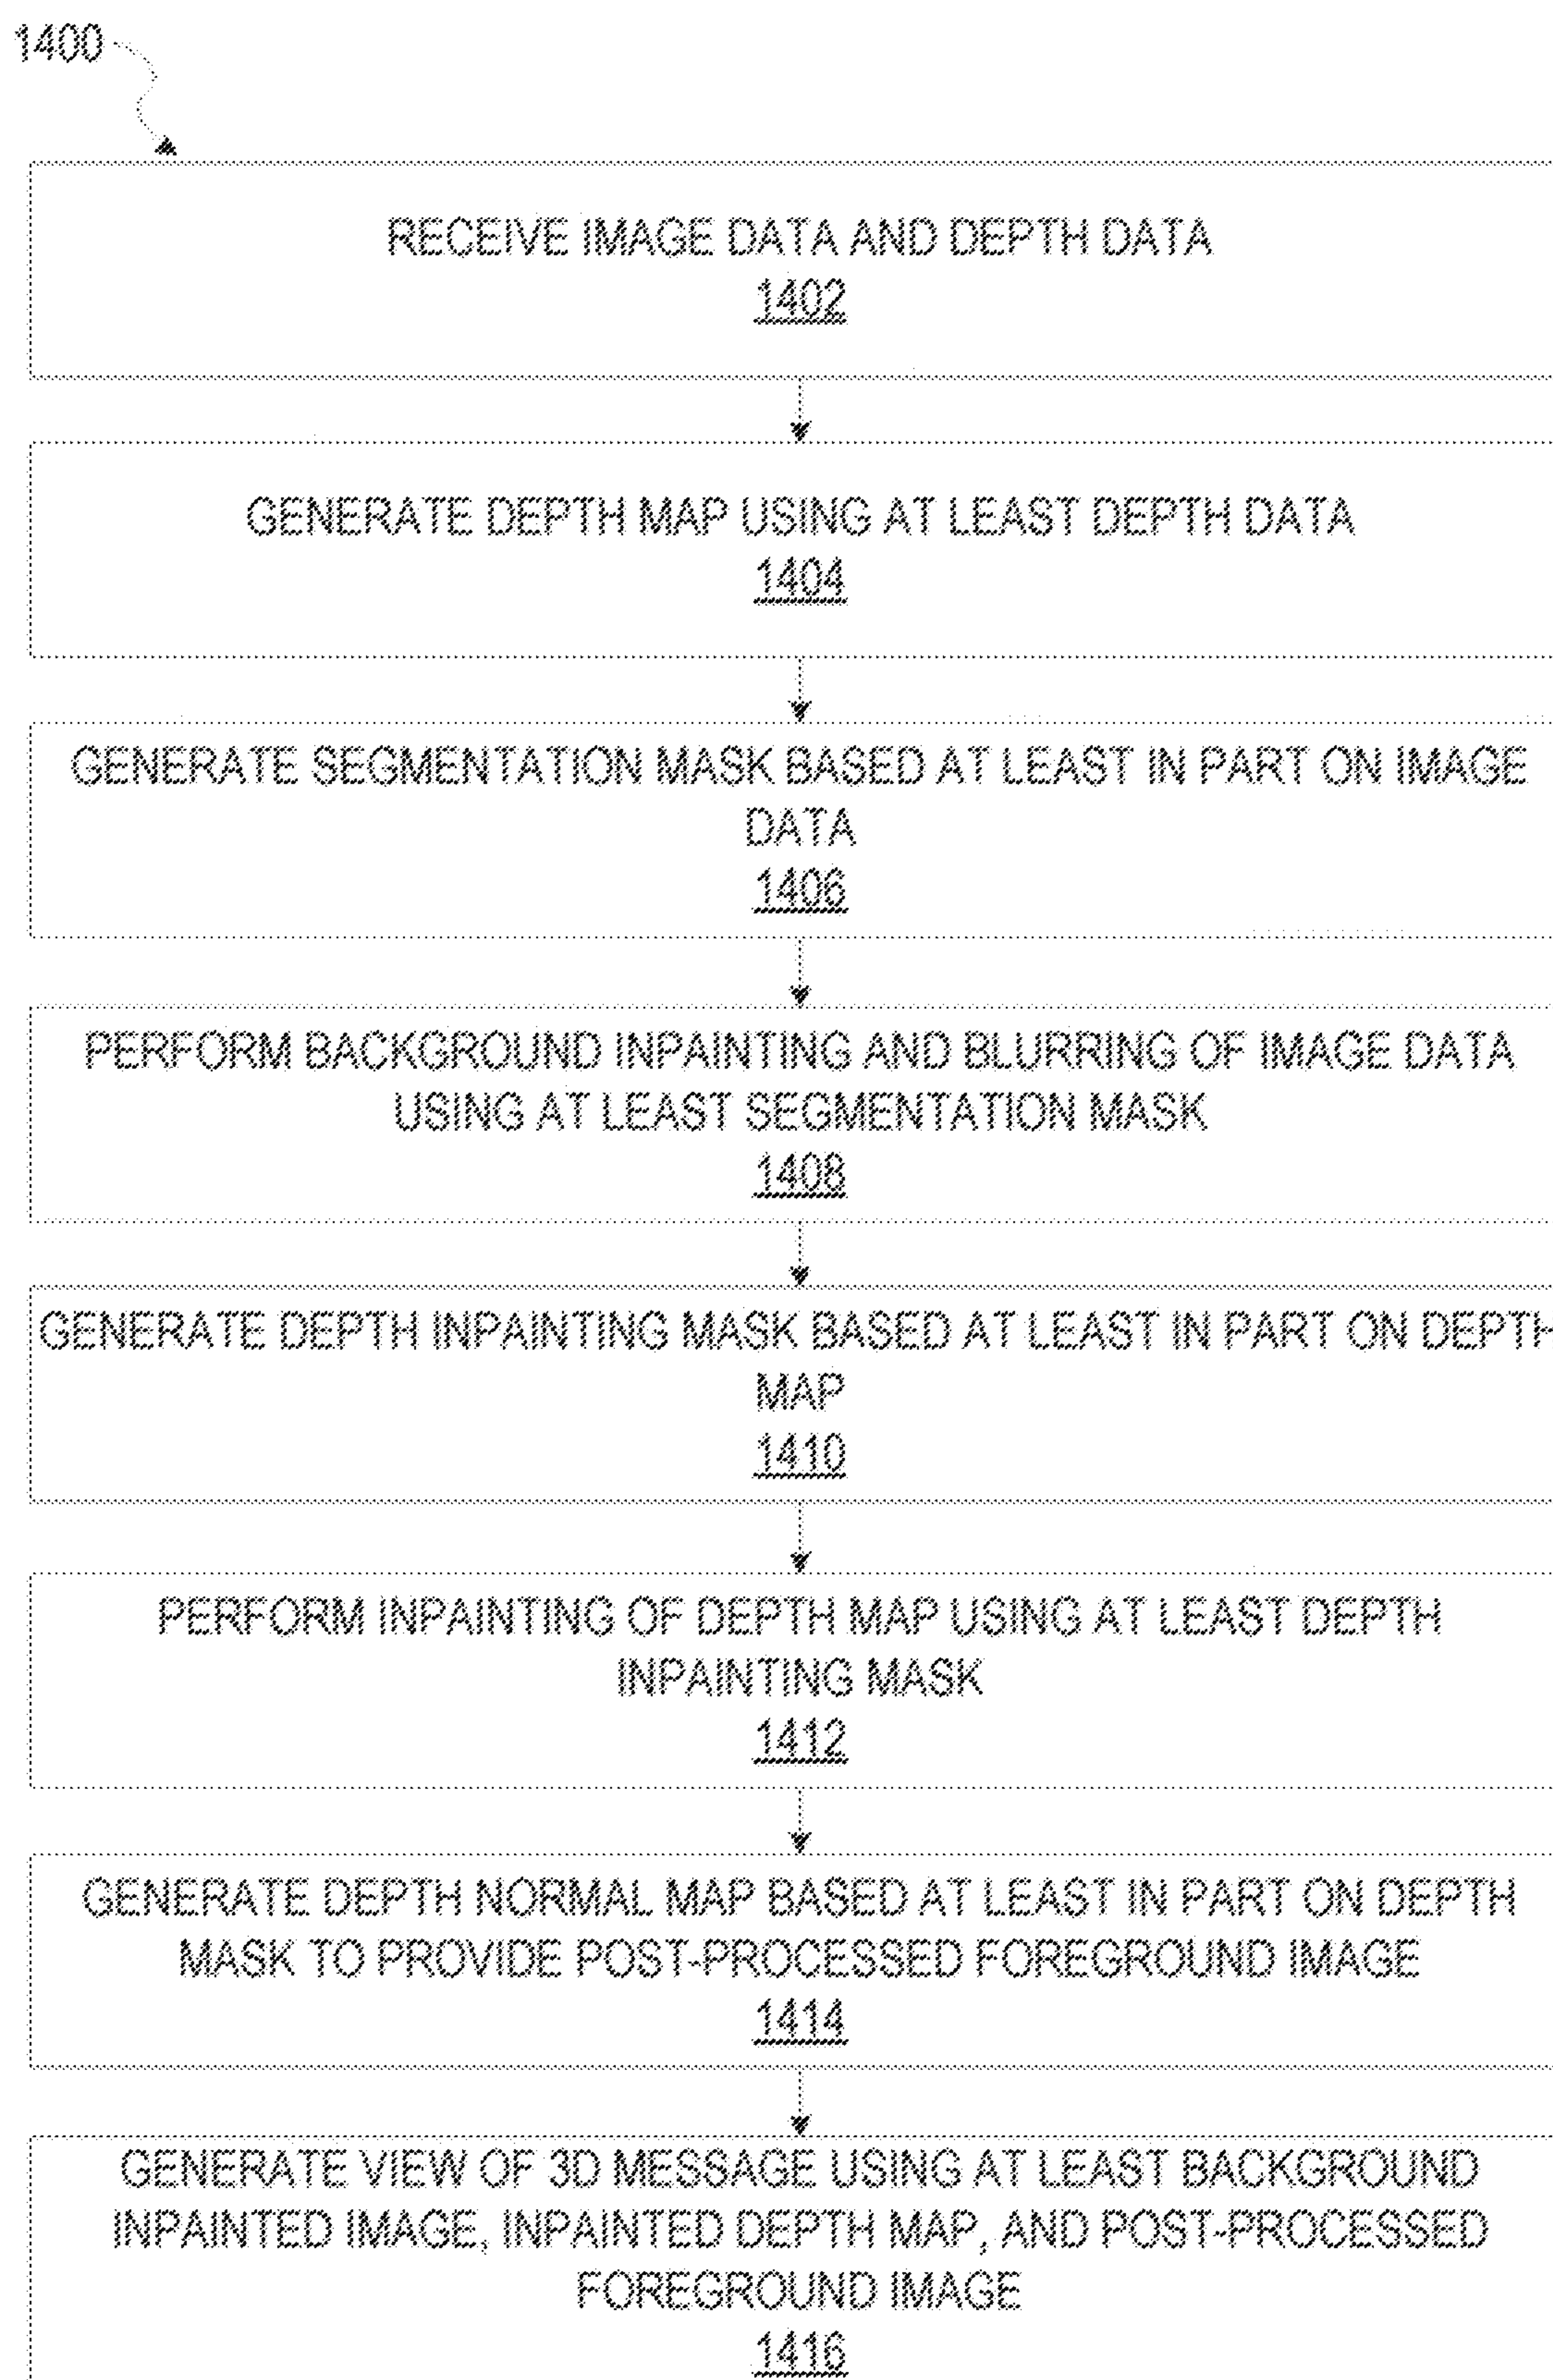 1400
RECEIVE IMAGE DATA AND DEPTH DATA
1402
GENERATE DEPTH MAP USING AT LEAST DEPTH DATA
1404
GENERATE SEGMENTATION MASK BASED AT LEAST IN PART ON IMAGE
DATA
1406
PERFORM BACKGROUND INPAINTING AND BLURRING OF IMAGE DATA
USING AT LEAST SEGMENTATION MASK
1408
GENERATE DEPTH INPAINTING MASK BASED AT LEAST IN PART ON DEPTH
MAP
1410
PERFORM INPAINTING OF DEPTH MAP USING AT LEAST DEPTH
INPAINTING MASK
1412
GENERATE DEPTH NORMAL MAP BASED AT LEAST IN PART ON DEPTH
MASK TO PROVIDE POST-PROCESSED FOREGROUND IMAGE
1414
GENERATE VIEW OF 3D MESSAGE USING AT LEAST BACKGROUND
INPAINTED IMAGE, INPAINTED DEPTH MAP, AND POST-PROCESSED
FOREGROUND IMAGE
1416